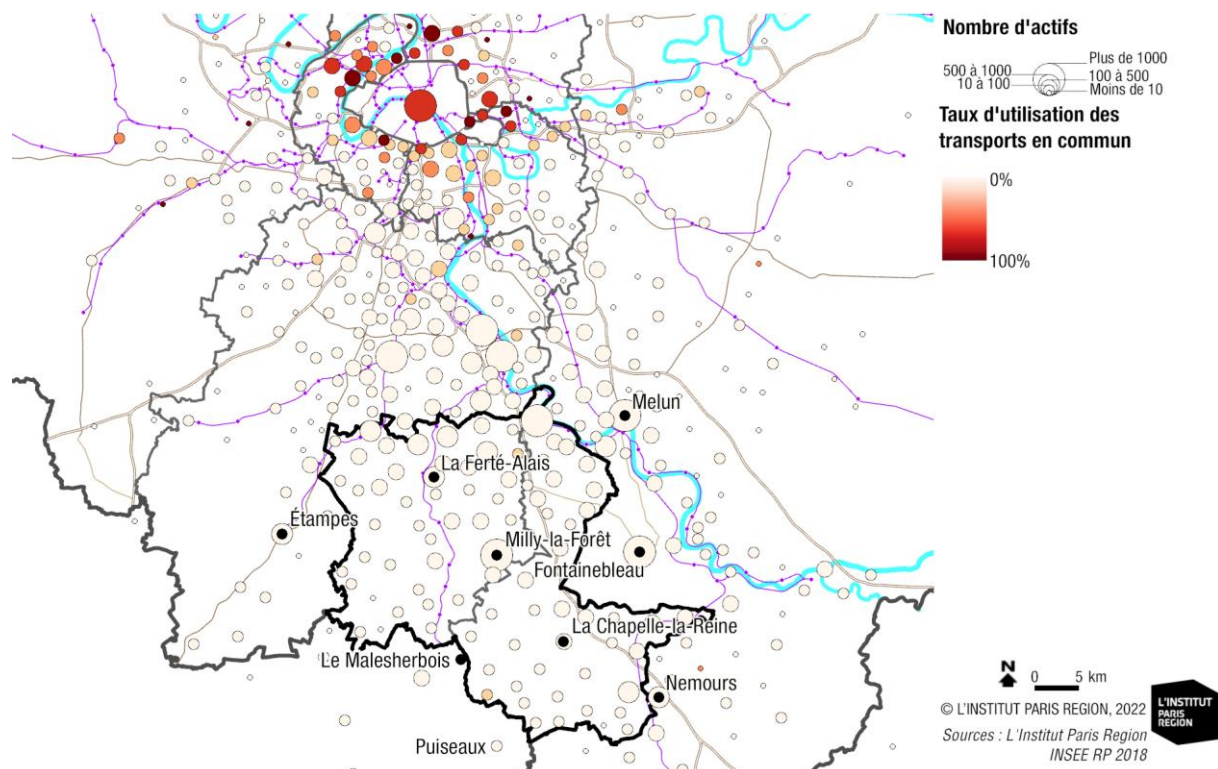 Nombre d'actifs
Plus de 1000
500 à 1000
100 à 500
10 à 100
Moins de 10
Taux d'utilisation des
transports en commun
0%
100%
Melun
La Ferté-Alais
Étampes
Milly-la-Forêt
Fontainebleau
La Chapelle-la-Reine
Le Malesherbois
Nemours
Puiseaux
N
0 5 km
© L'INSTITUT PARIS REGION, 2022
Sources : L'Institut Paris Region
INSEE RP 2018
L'INSTITUT
PARIS
REGION